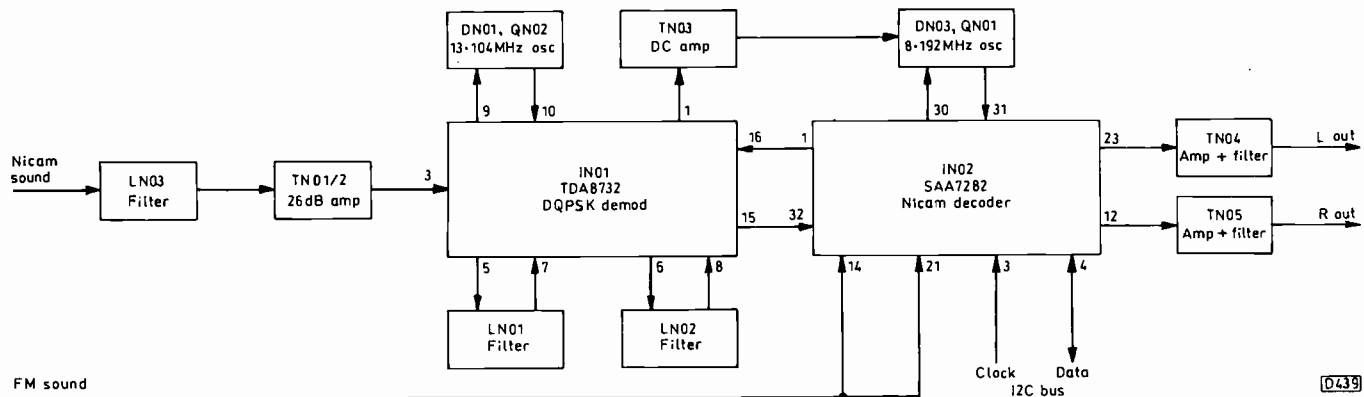 DN01, QN02
13·104MHz osc
TN03
DC amp
DN03, QN01
8·192MHz osc
9
10
1
30
31
Nicam
sound
LN03
Filter
TN01/2
26dB amp
3
IN01
TDA8732
DQPSK demod
16
1
15
32
IN02
SAA7282
Nicam decoder
23
TN04
Amp + filter
L out
12
TN05
Amp + filter
R out
5
7
6
8
14
21
3
4
LN01
Filter
LN02
Filter
Clock
Data
I2C bus
FM sound
D439